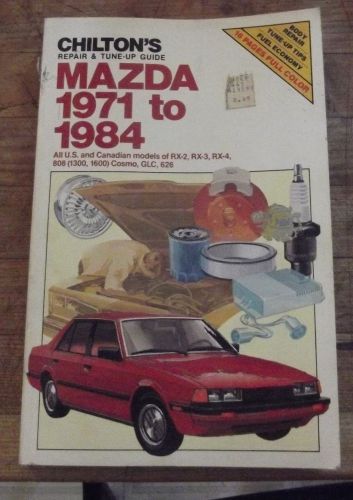 CHILTON'S
REPAIR & TUNE-UP GUIDE
MAZDA
1971 to
1984
All U.S. and Canadian models of RX-2, RX-3, RX-4,
808 (1300, 1600) Cosmo, GLC, 626
BODY
REPAIR
TUNE-UP TIPS
FUEL ECONOMY
16 PAGES FULL COLOR